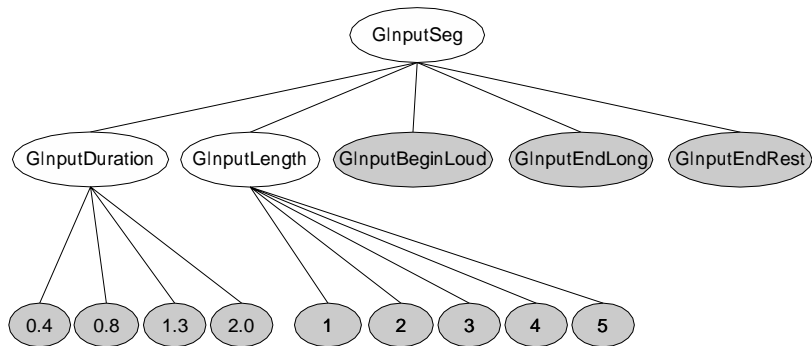 GInputSeg
GInputDuration GInputLength GInputBeginLoud GInputEndLong GInputEndRest
0.4 0.8 1.3 2.0 1 2 3 4 5